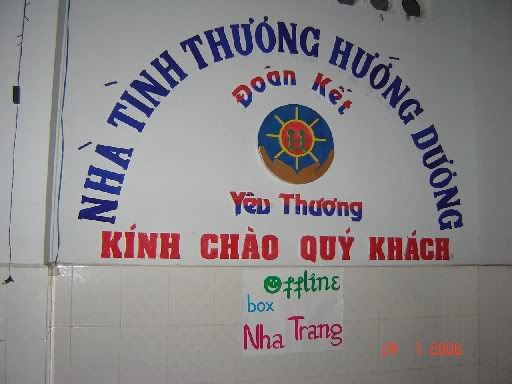 NHÀ TÌNH THƯƠNG HƯỚNG DƯƠNG
Đoàn Kết
Yêu Thương
KÍNH CHÀO QUÝ KHÁCH
offline
box
Nha Trang